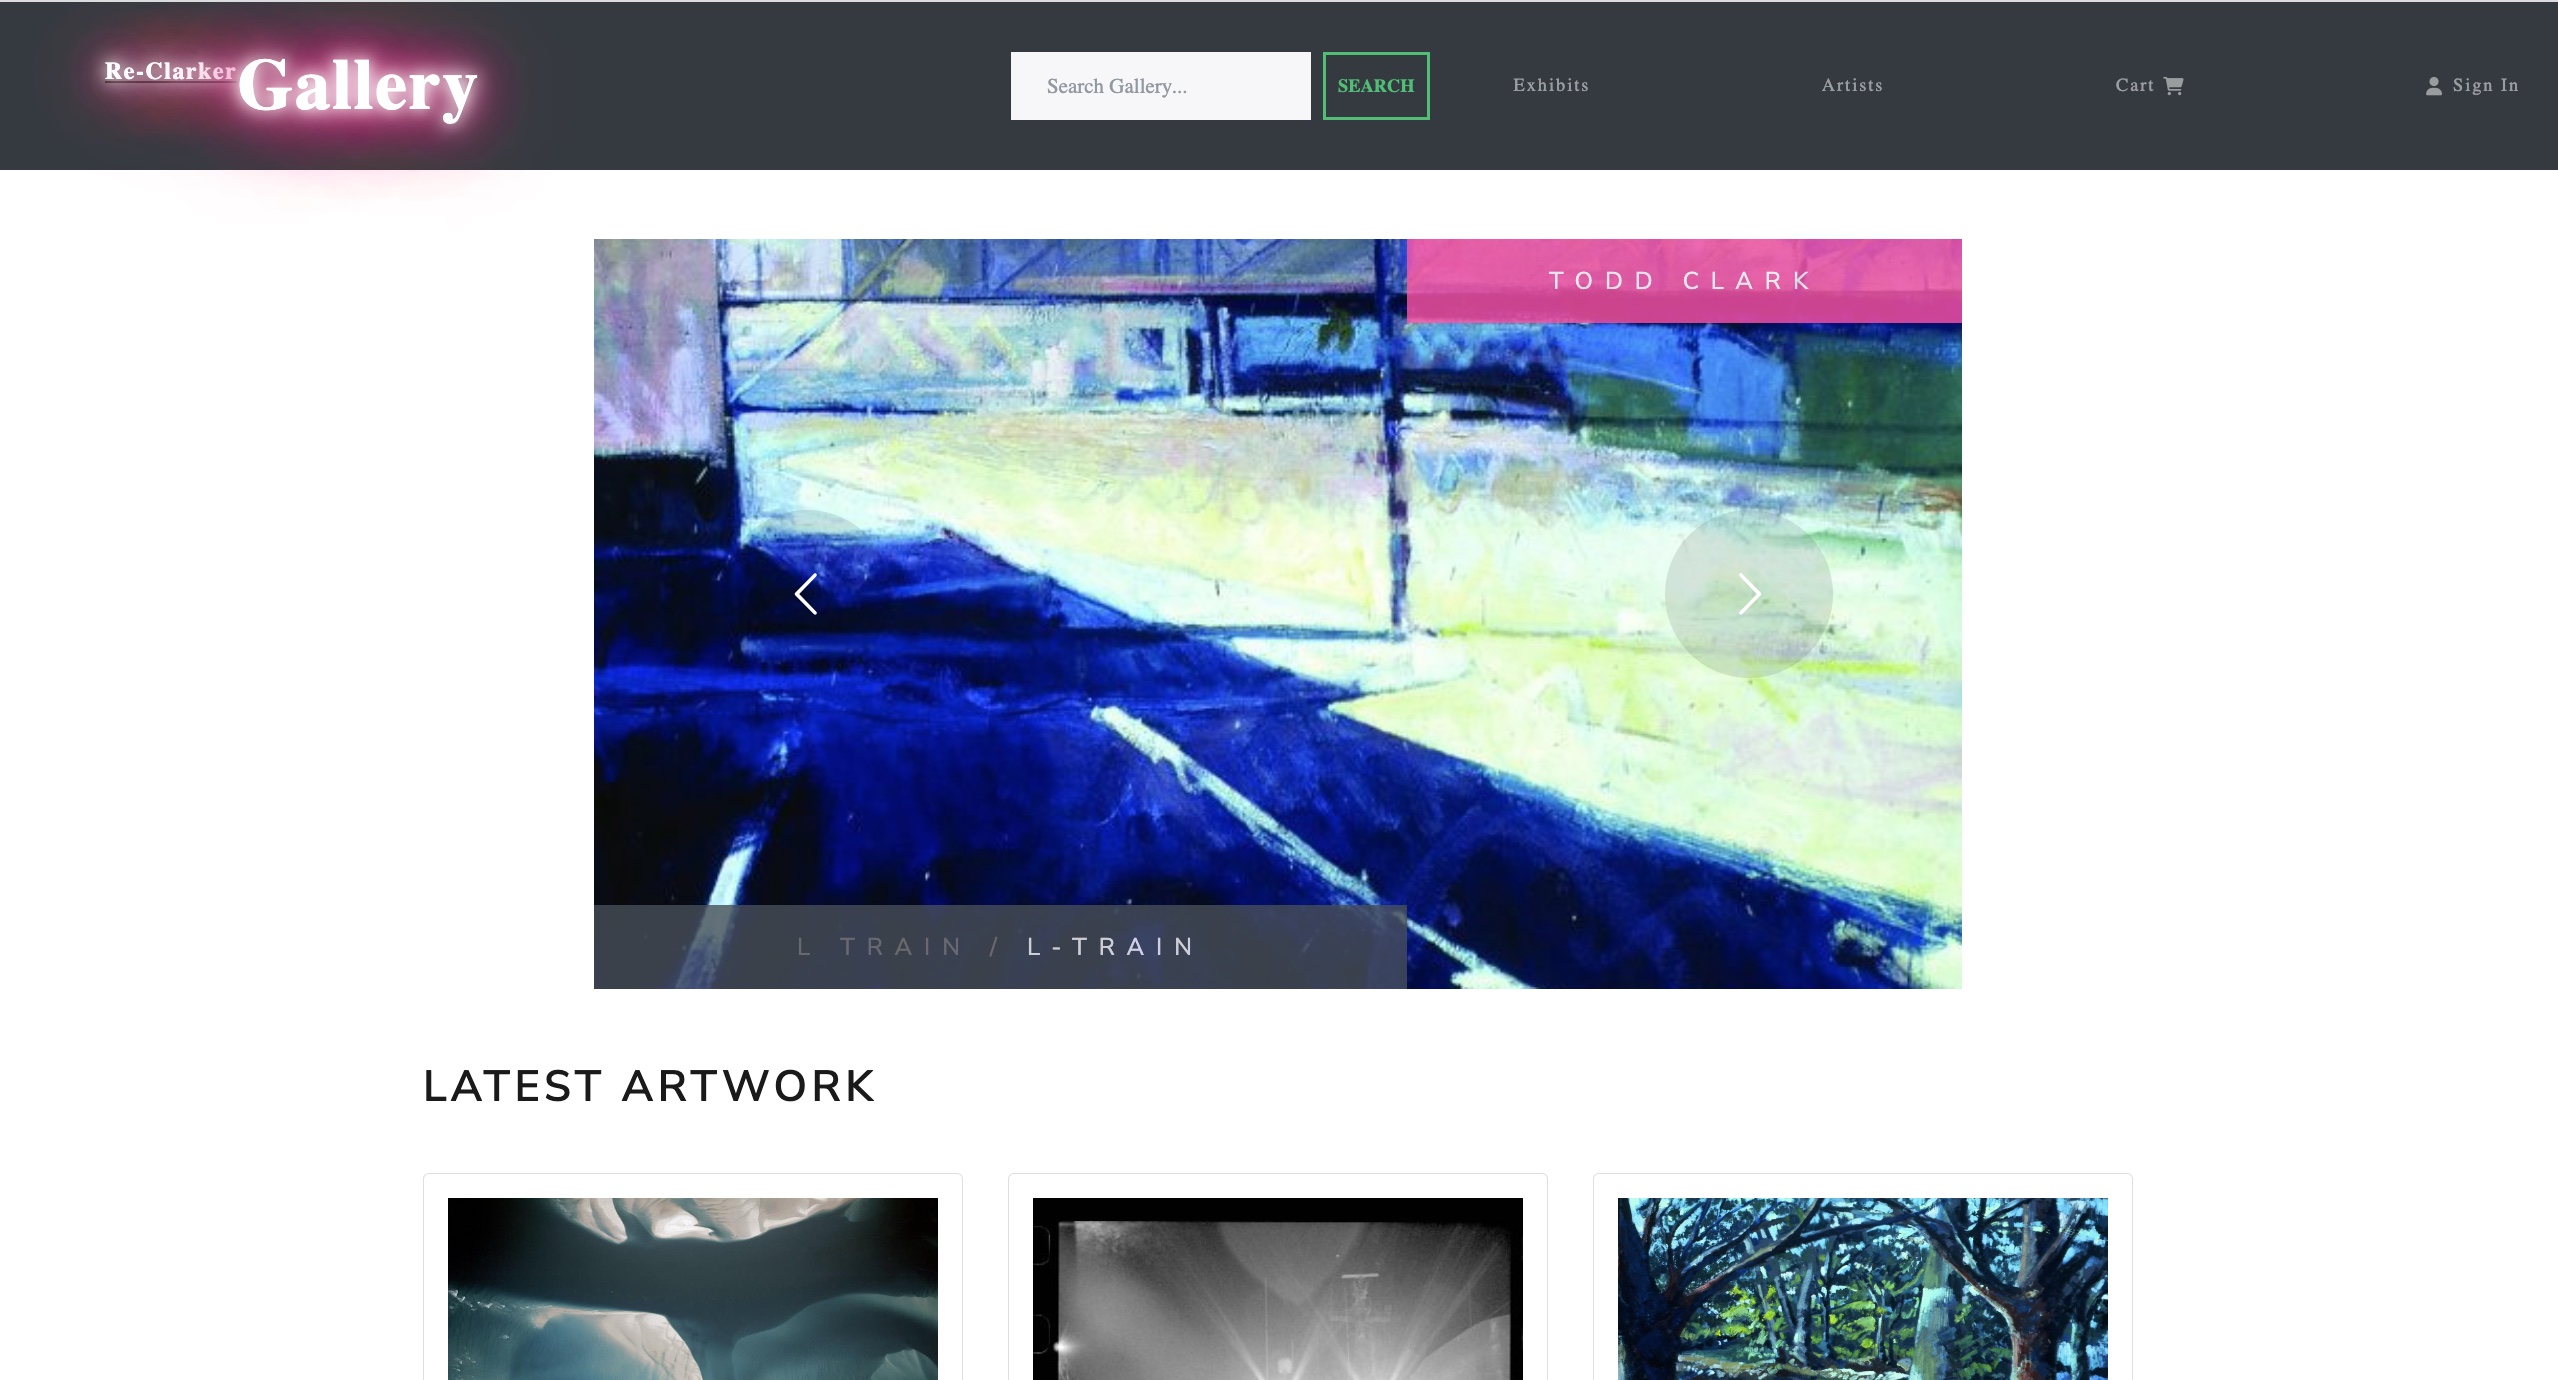 Re-Clarker Gallery
Search Gallery...
SEARCH
Exhibits
Artists
Cart
Sign In
TODD CLARK
L TRAIN / L-TRAIN
LATEST ARTWORK